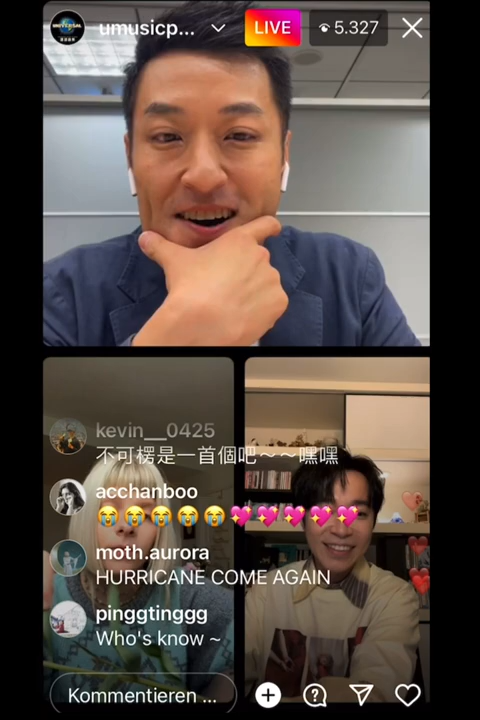 umusicp...
LIVE
5.327
UNIVERSAL
kevin__0425
不可楞是一首個吧～～嘿嘿
acchanboo
😭😭😭😭😭💖💖💖💖💖
moth.aurora
HURRICANE COME AGAIN
pinggtinggg
Who's know ~
Kommentieren ...